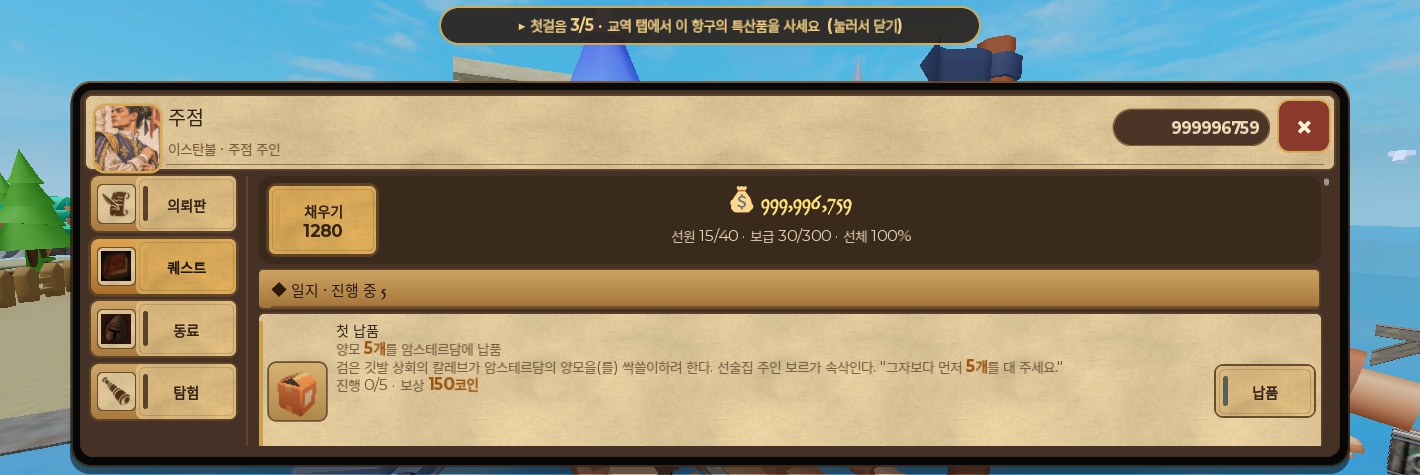 ▸ 첫걸음 3/5 · 교역 탭에서 이 항구의 특산품을 사세요 (눌러서 닫기)
주점
이스탄불 · 주점 주인
999996759
×
의뢰판
퀘스트
동료
탐험
채우기
1280
999,996,759
선원 15/40 · 보급 30/300 · 선체 100%
◆ 일지 · 진행 중 5
첫 납품
양모 5개를 암스테르담에 납품
검은 깃발 상회의 칼레브가 암스테르담의 양모을(를) 싹쓸이하려 한다. 선술집 주인 보르가 속삭인다. "그자보다 먼저 5개를 대 주세요."
진행 0/5 · 보상 150코인
납품